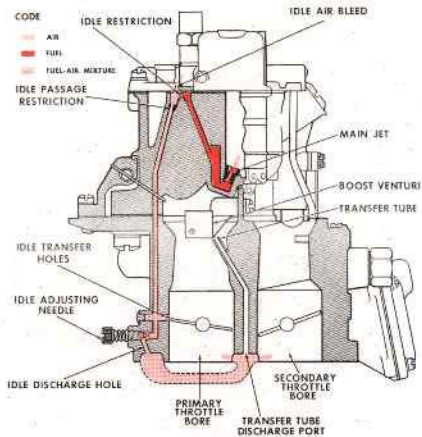 CODE
AIR
FUEL
FUEL-AIR MIXTURE
IDLE RESTRICTION
IDLE AIR BLEED
IDLE PASSAGE
RESTRICTION
MAIN JET
BOOST VENTURI
TRANSFER TUBE
IDLE TRANSFER
HOLES
IDLE ADJUSTING
NEEDLE
IDLE DISCHARGE HOLE
PRIMARY
THROTTLE
BORE
TRANSFER TUBE
DISCHARGE PORT
SECONDARY
THROTTLE
BORE